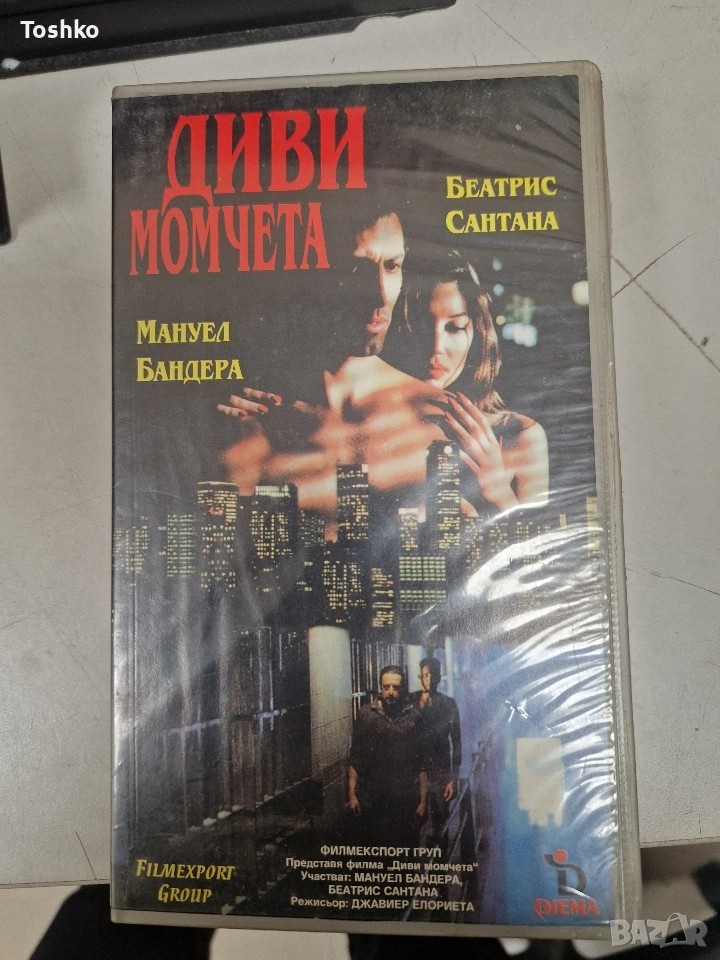 Toshko
ДИВИ
МОМЧЕТА
БЕАТРИС
САНТАНА
МАНУЕЛ
БАНДЕРА
ФИЛМЕКСПОРТ ГРУП
Представя филма „Диви момчета“
Участват: МАНУЕЛ БАНДЕРА,
БЕАТРИС САНТАНА
Режисьор: ДЖАВИЕР ЕЛОРИЕТА
FILMEXPORT
GROUP
D
DIEMA
BAZAR